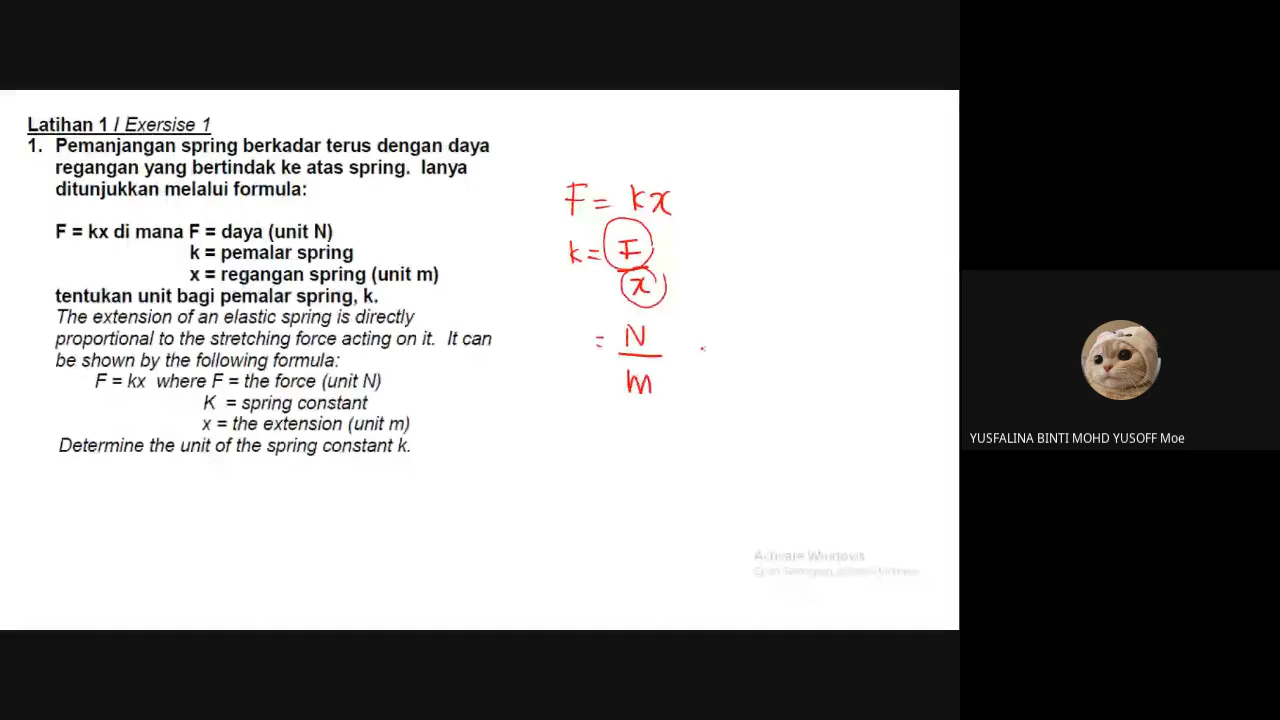 Latihan 1 / Exersise 1
1. Pemanjangan spring berkadar terus dengan daya
regangan yang bertindak ke atas spring. Ianya
ditunjukkan melalui formula:
F = kx di mana F = daya (unit N)
k = pemalar spring
x = regangan spring (unit m)
tentukan unit bagi pemalar spring, k.
The extension of an elastic spring is directly
proportional to the stretching force acting on it. It can
be shown by the following formula:
F = kx where F = the force (unit N)
K = spring constant
x = the extension (unit m)
Determine the unit of the spring constant k.
F = kx
k = F
x
= N
m
Activate Windows
YUSFALINA BINTI MOHD YUSOFF Moe